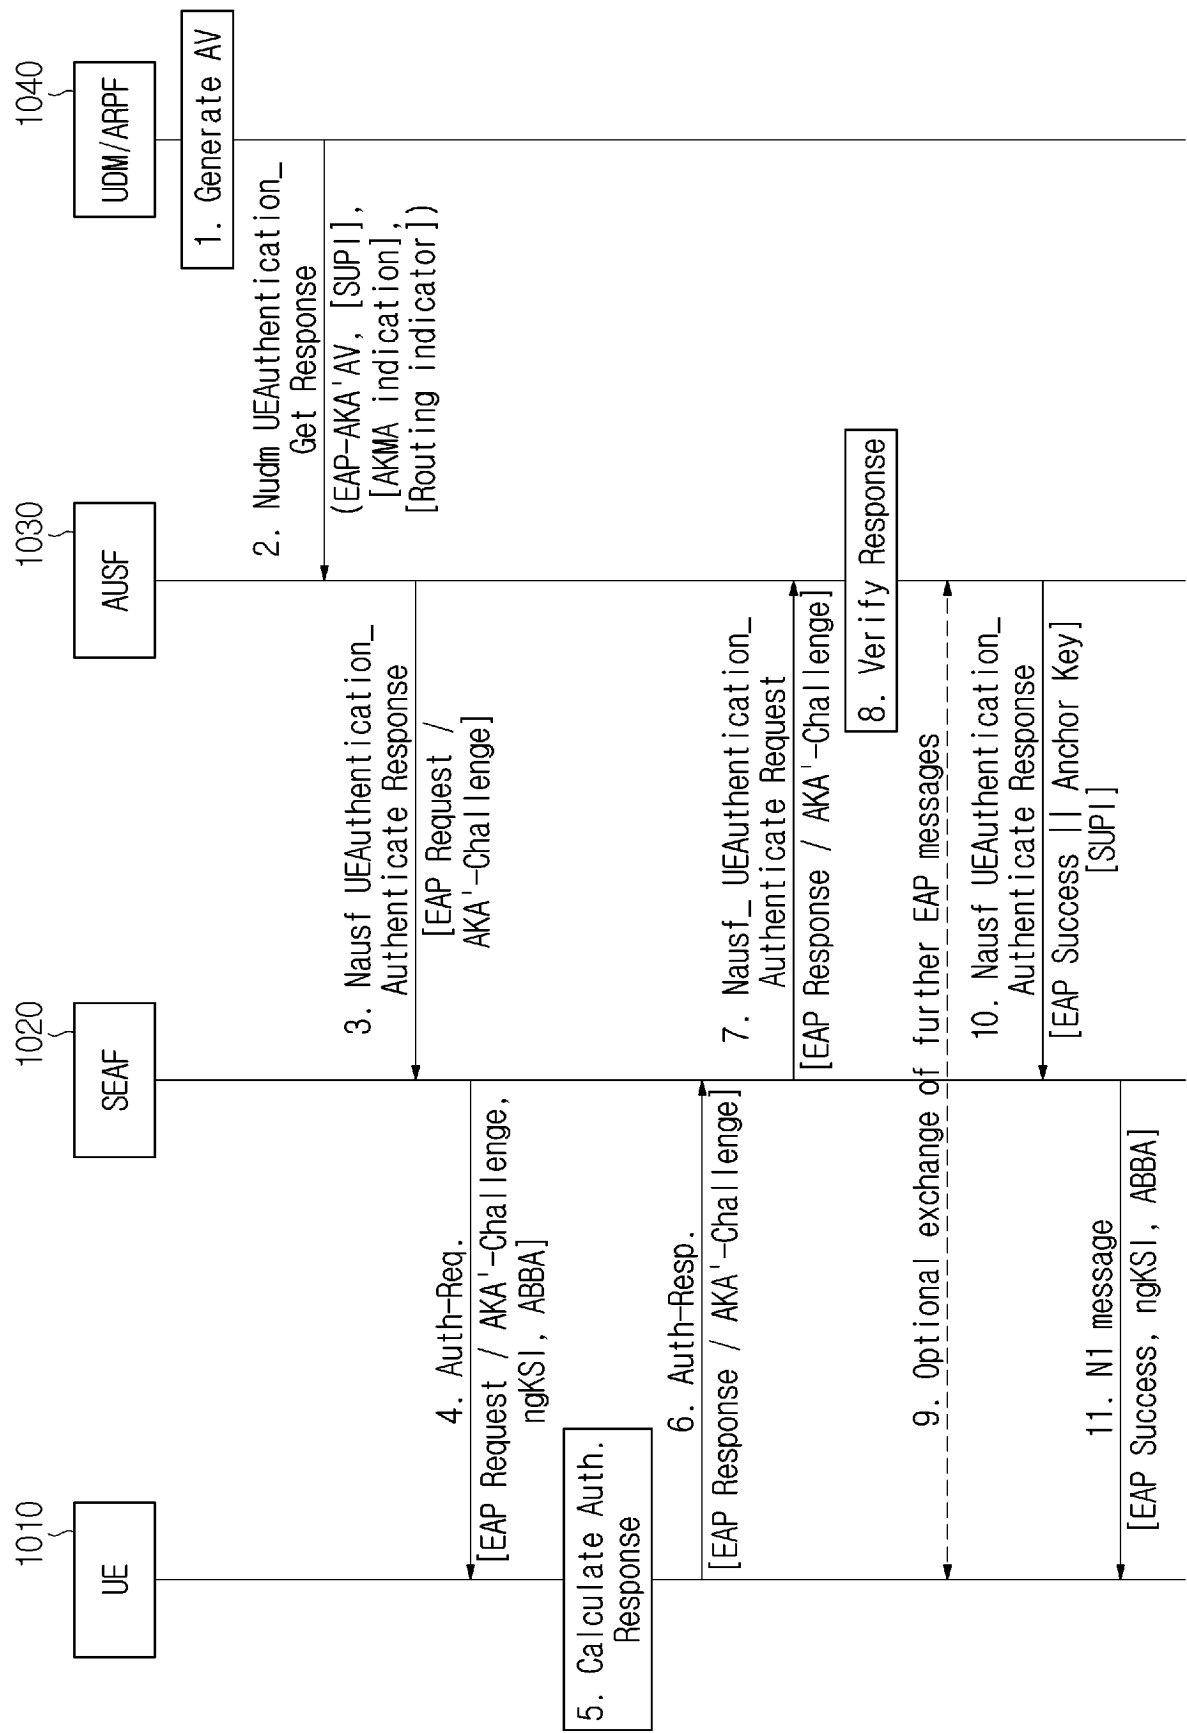 1010
UE
1020
SEAF
1030
AUSF
1040
UDM/ARPF
1. Generate AV
2. Nudm UEAuthentication_
Get Response
(EAP-AKA'AV, [SUPI],
[AKMA indication],
[Routing indicator])
3. Nausf UEAuthentication_
Authenticate Response
[EAP Request /
AKA'-Challenge]
4. Auth-Req.
[EAP Request / AKA'-Challenge,
ngKSI, ABBA]
5. Calculate Auth.
Response
6. Auth-Resp.
[EAP Response / AKA'-Challenge]
7. Nausf_ UEAuthentication_
Authenticate Request
[EAP Response / AKA'-Challenge]
8. Verify Response
9. Optional exchange of further EAP messages
10. Nausf UEAuthentication_
Authenticate Response
[EAP Success || Anchor Key]
[SUPI]
11. N1 message
[EAP Success, ngKSI, ABBA]